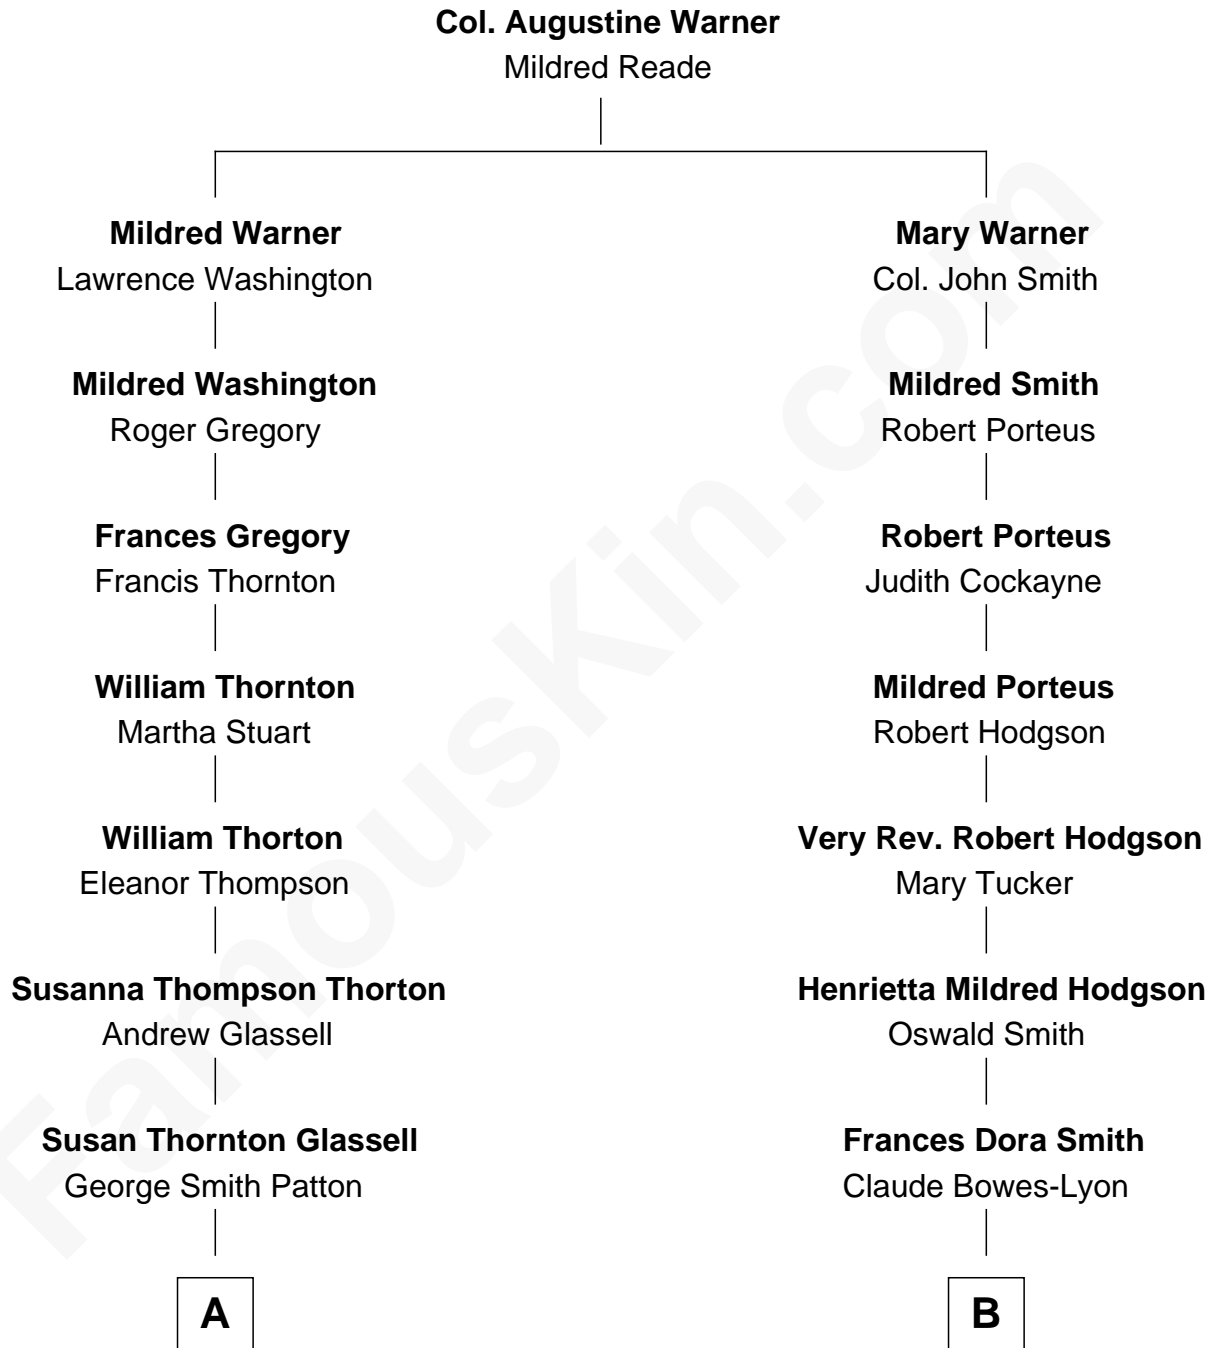 Col. Augustine Warner
Mildred Reade
Mildred Warner
Lawrence Washington
Mary Warner
Col. John Smith
Mildred Washington
Roger Gregory
Mildred Smith
Robert Porteus
Frances Gregory
Francis Thornton
Robert Porteus
Judith Cockayne
William Thornton
Martha Stuart
Mildred Porteus
Robert Hodgson
William Thorton
Eleanor Thompson
Very Rev. Robert Hodgson
Mary Tucker
Susanna Thompson Thorton
Andrew Glassell
Henrietta Mildred Hodgson
Oswald Smith
Susan Thornton Glassell
George Smith Patton
Frances Dora Smith
Claude Bowes-Lyon
A
B
FamousKin.com